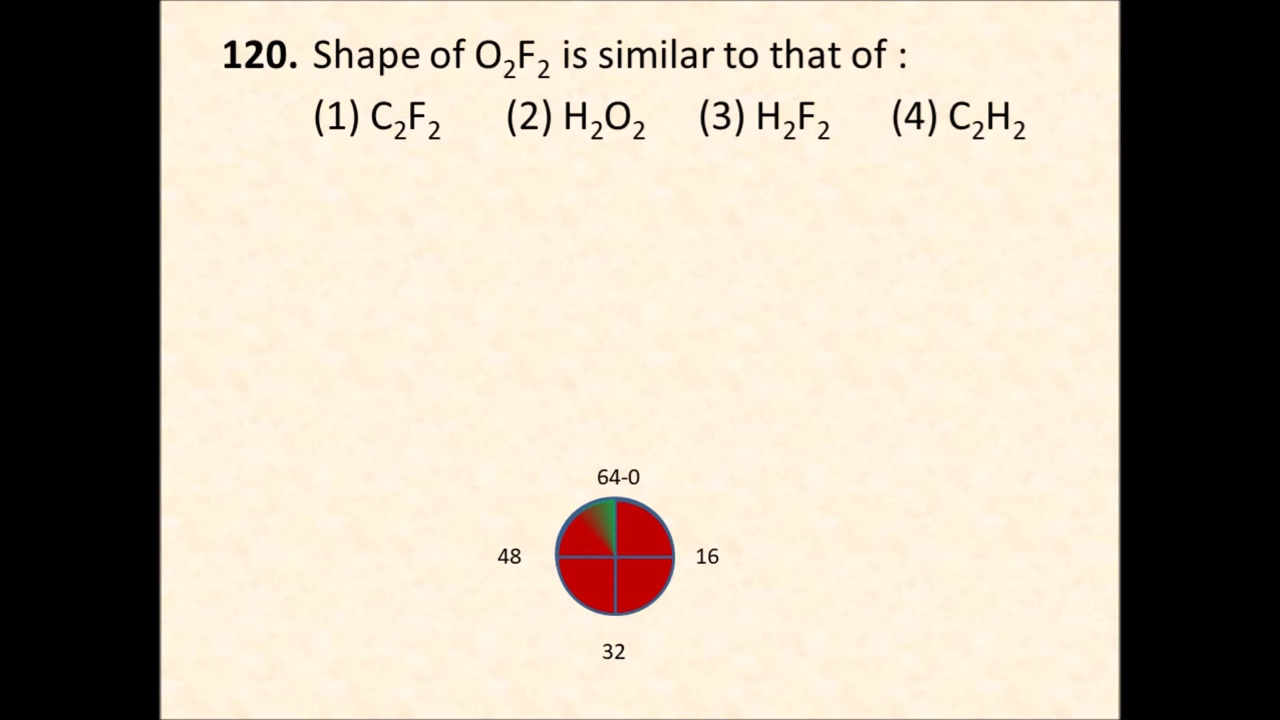 120. Shape of O₂F₂ is similar to that of :
(1) C₂F₂ (2) H₂O₂ (3) H₂F₂ (4) C₂H₂
64-0
48 16
32